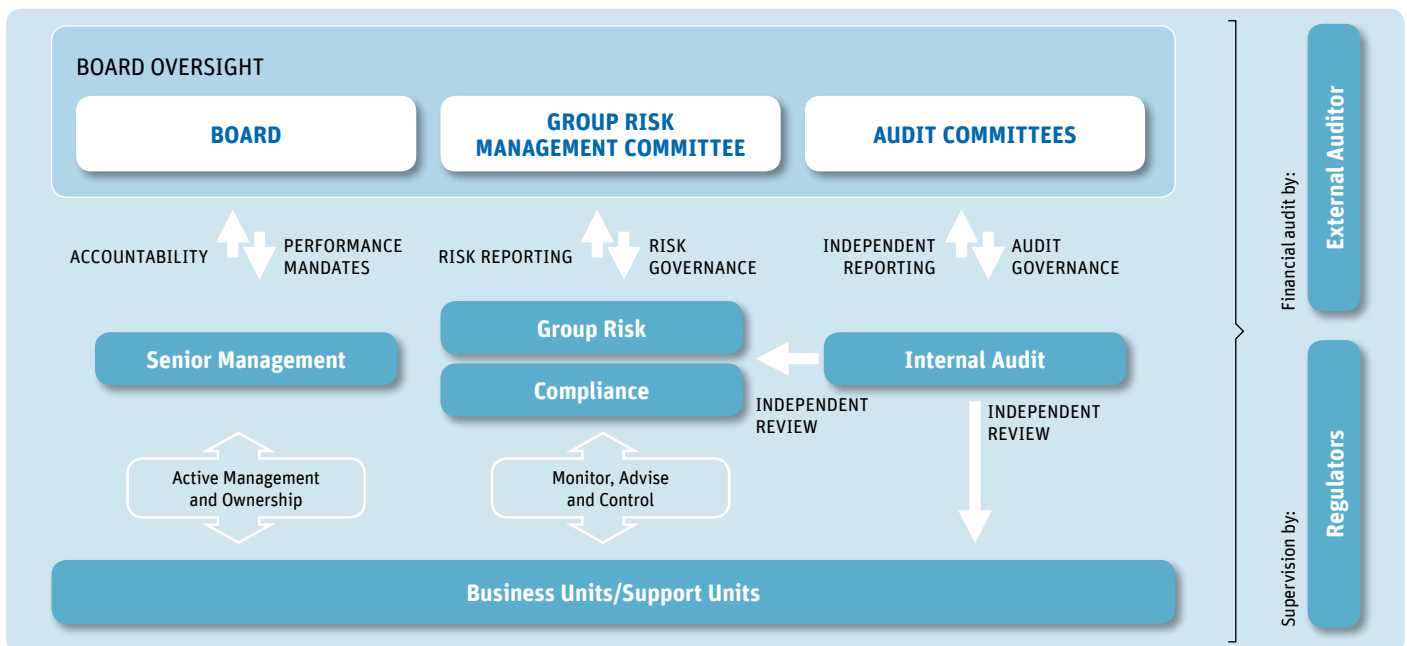 BOARD OVERSIGHT
BOARD
GROUP RISK
MANAGEMENT COMMITTEE
AUDIT COMMITTEES
ACCOUNTABILITY
PERFORMANCE
MANDATES
RISK REPORTING
RISK
GOVERNANCE
INDEPENDENT
REPORTING
AUDIT
GOVERNANCE
Senior Management
Group Risk
Compliance
Internal Audit
INDEPENDENT
REVIEW
INDEPENDENT
REVIEW
Active Management
and Ownership
Monitor, Advise
and Control
Business Units/Support Units
Financial audit by:
External Auditor
Supervision by:
Regulators